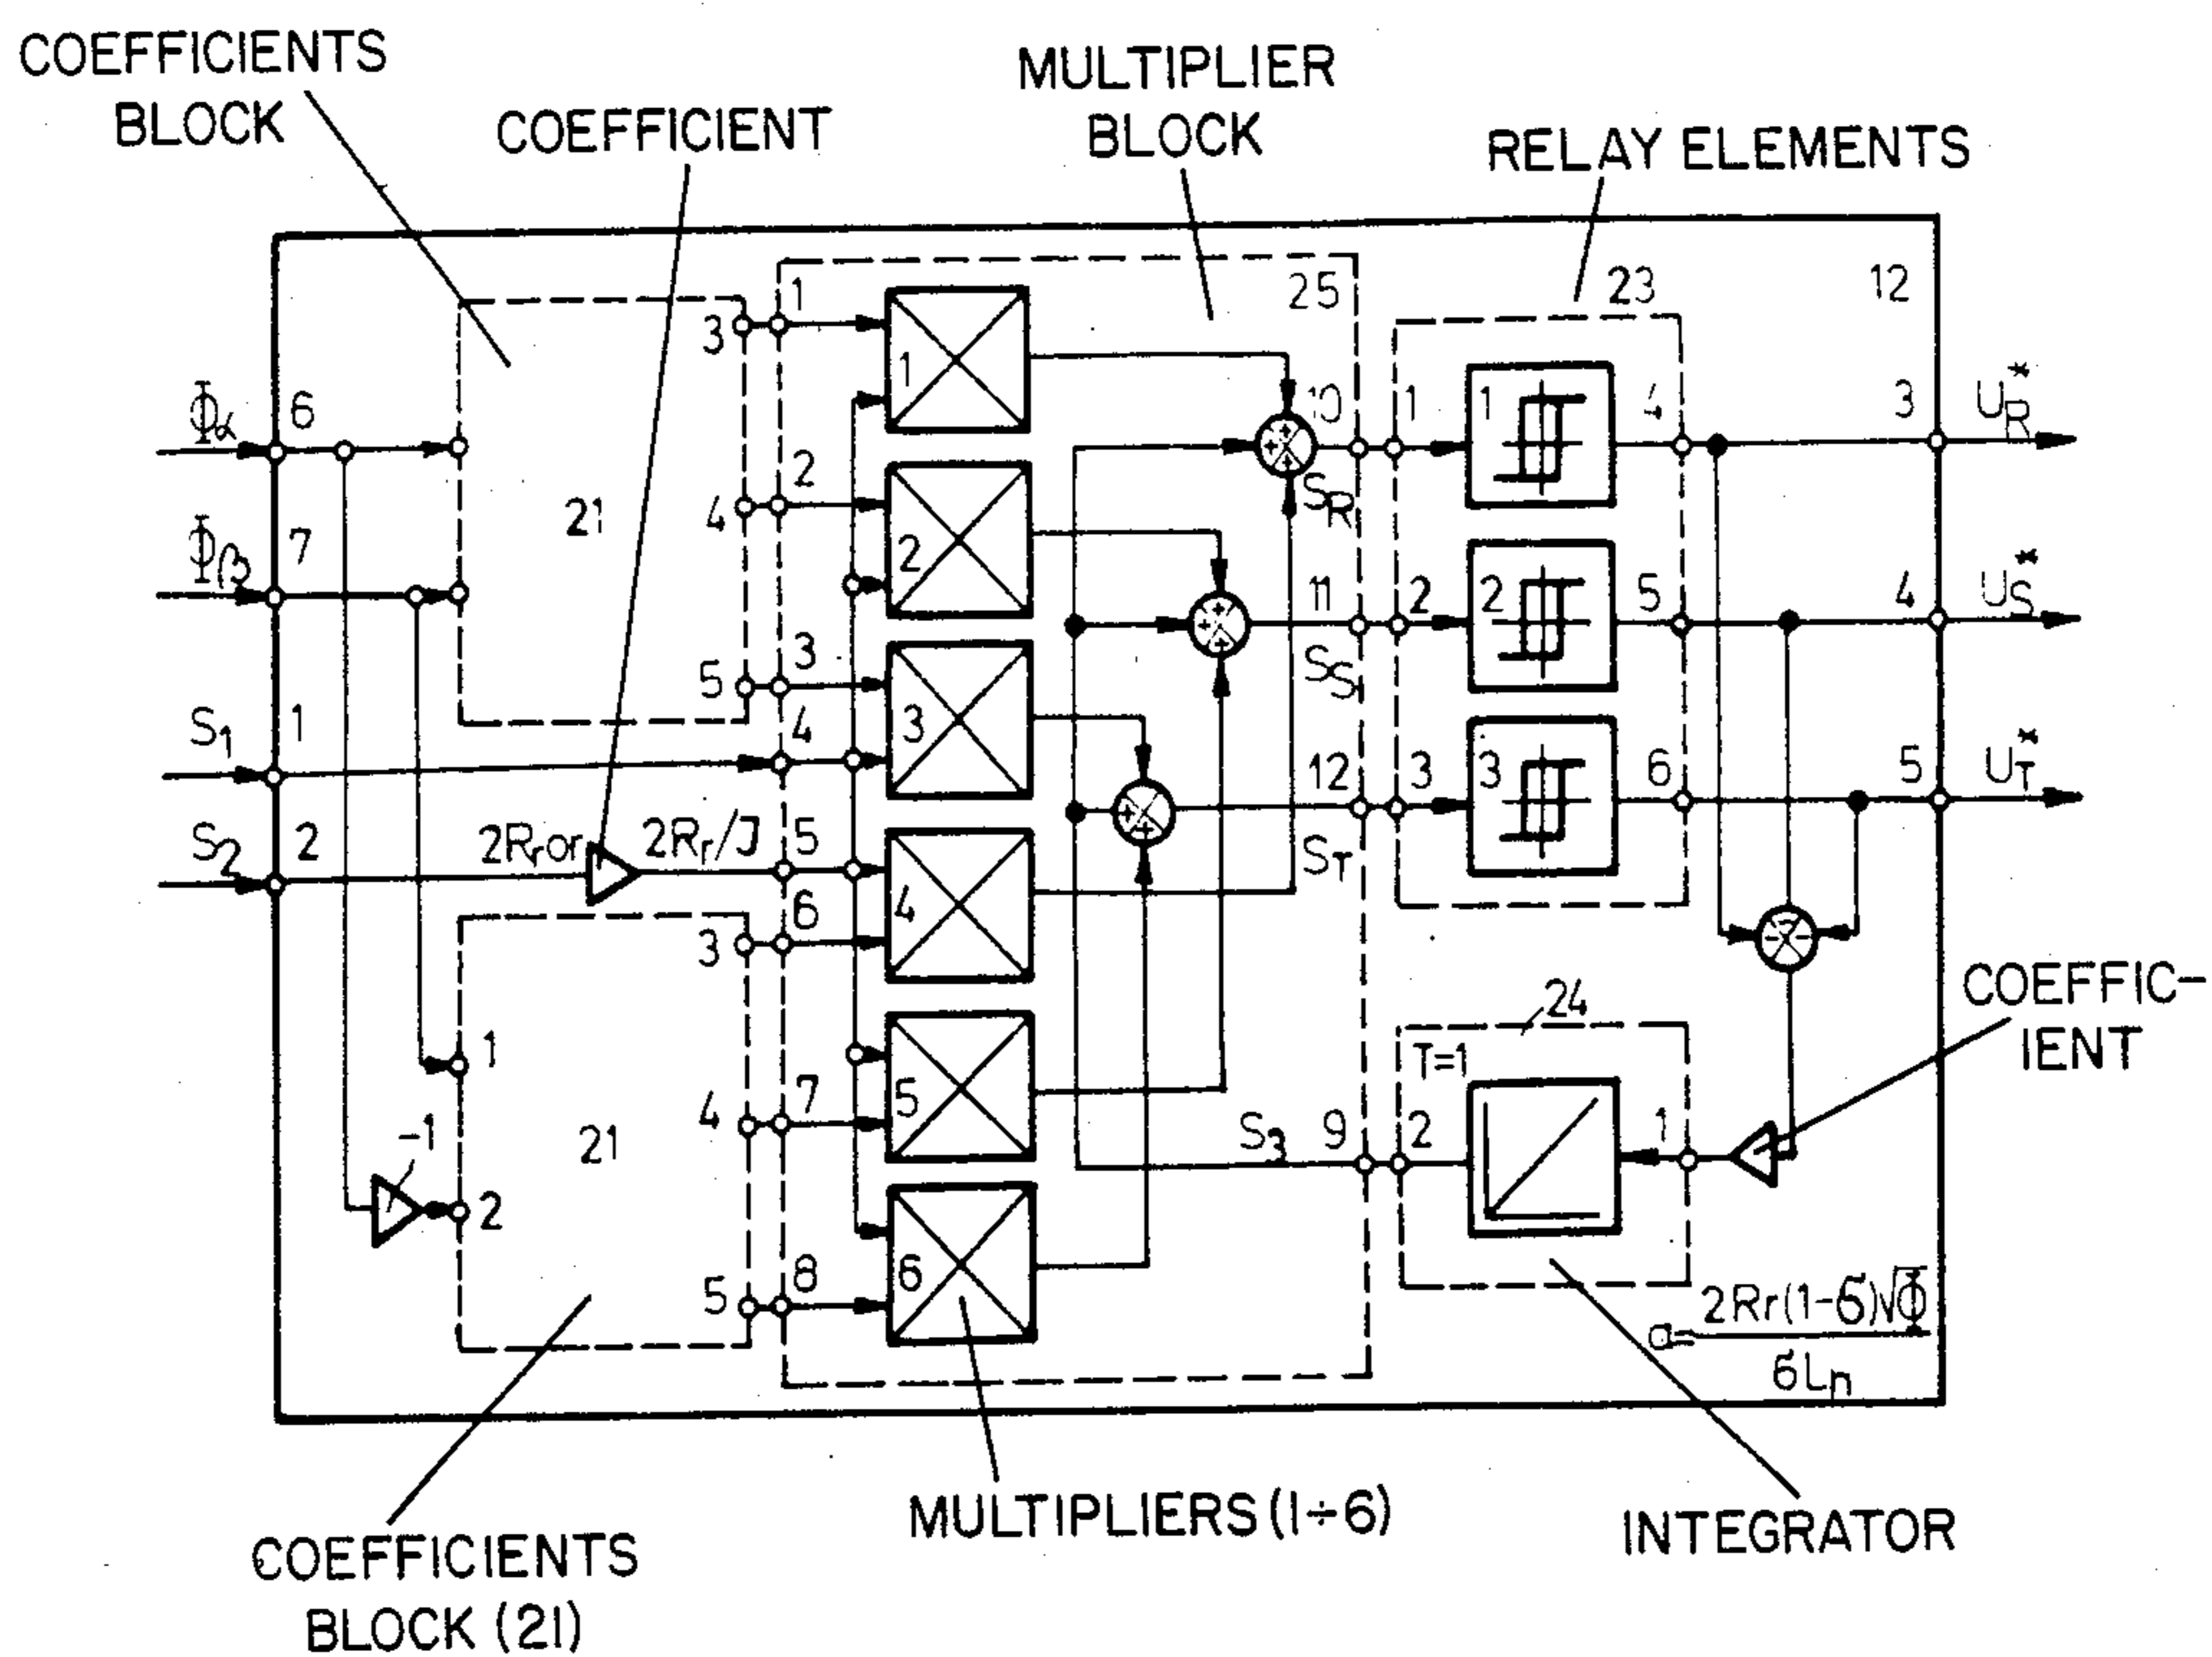 COEFFICIENTS
BLOCK
COEFFICIENT
MULTIPLIER
BLOCK
RELAY ELEMENTS
25
23
12
Φα
6
Φβ
7
S1
1
S2
2
21
3
4
5
2Rr or
2Rr/J
21
1
2
-1
3
4
5
1
2
3
4
5
6
7
8
1
2
3
4
5
6
10
SR
11
SS
12
ST
S3
9
1
2
3
1
2
3
4
5
6
3
U*R
4
U*S
5
U*T
24
T=1
2
1
COEFFIC-
IENT
a= 2Rr(1-б)√Φ
бLn
MULTIPLIERS (1÷6)
INTEGRATOR
COEFFICIENTS
BLOCK (21)